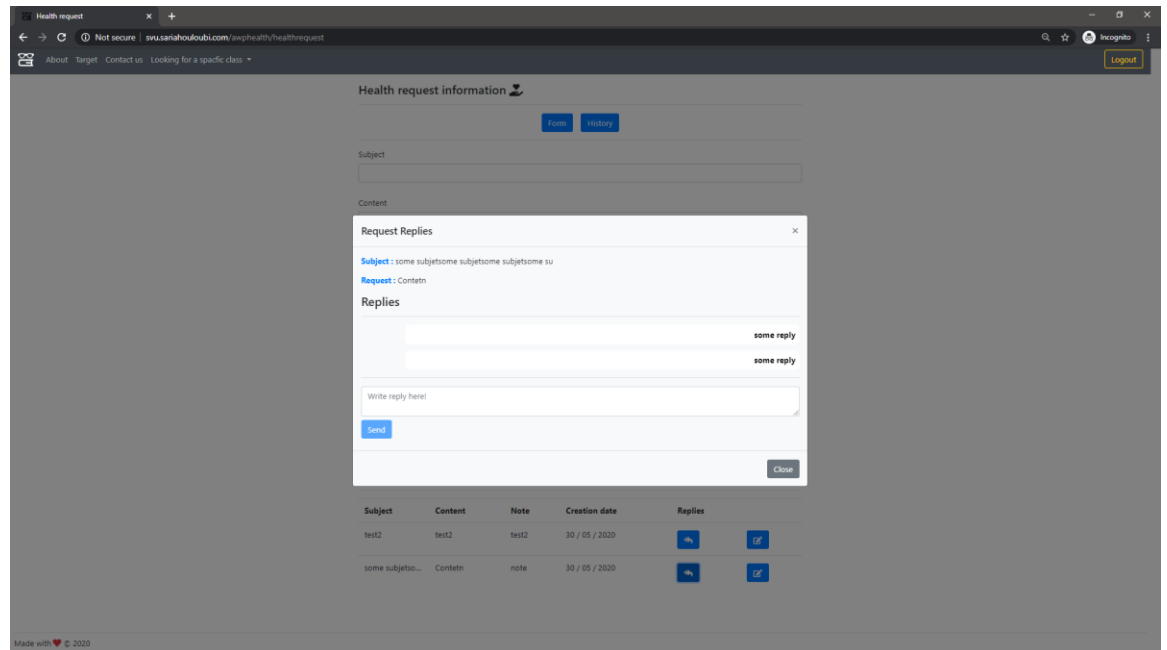 Health request
Not secure | svu.sariahouloubi.com/awphealth/healthrequest
Incognito
About Target Contact us Looking for a spacfic class
Logout
Health request information
Form History
Subject
Content
Request Replies
Subject : some subjetsome subjetsome subjetsome su
Request : Contetn
Replies
some reply
some reply
Write reply here!
Send
Close
Subject Content Note Creation date Replies
test2 test2 test2 30 / 05 / 2020
some subjetso... Contetn note 30 / 05 / 2020
Made with ❤ © 2020